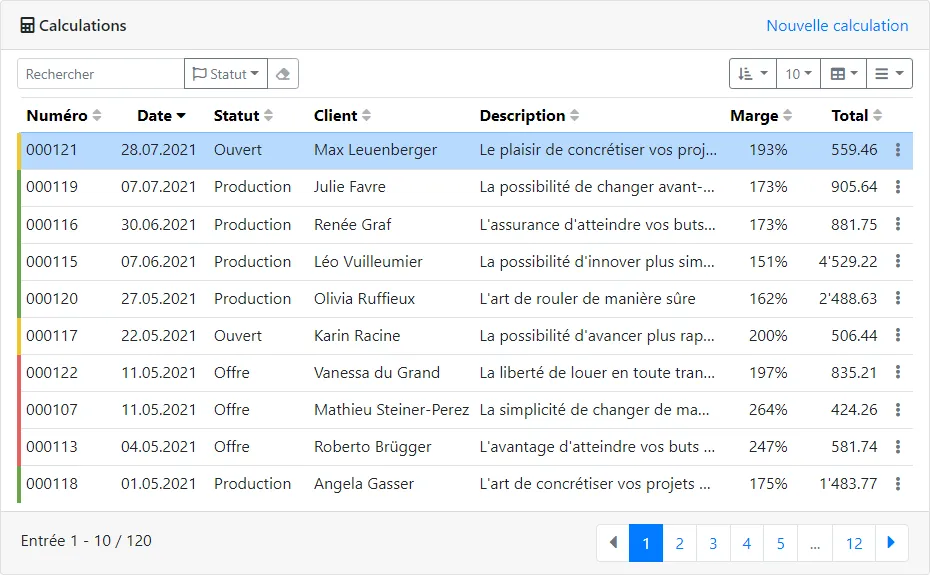 Calculations Nouvelle calculation
Rechercher Statut 10
Numéro Date Statut Client Description Marge Total
000121 28.07.2021 Ouvert Max Leuenberger Le plaisir de concrétiser vos proj... 193% 559.46
000119 07.07.2021 Production Julie Favre La possibilité de changer avant-... 173% 905.64
000116 30.06.2021 Production Renée Graf L'assurance d'atteindre vos buts... 173% 881.75
000115 07.06.2021 Production Léo Vuilleumier La possibilité d'innover plus sim... 151% 4'529.22
000120 27.05.2021 Production Olivia Ruffieux L'art de rouler de manière sûre 162% 2'488.63
000117 22.05.2021 Ouvert Karin Racine La possibilité d'avancer plus rap... 200% 506.44
000122 11.05.2021 Offre Vanessa du Grand La liberté de louer en toute tran... 197% 835.21
000107 11.05.2021 Offre Mathieu Steiner-Perez La simplicité de changer de ma... 264% 424.26
000113 04.05.2021 Offre Roberto Brügger L'avantage d'atteindre vos buts ... 247% 581.74
000118 01.05.2021 Production Angela Gasser L'art de concrétiser vos projets ... 175% 1'483.77
Entrée 1 - 10 / 120 1 2 3 4 5 ... 12